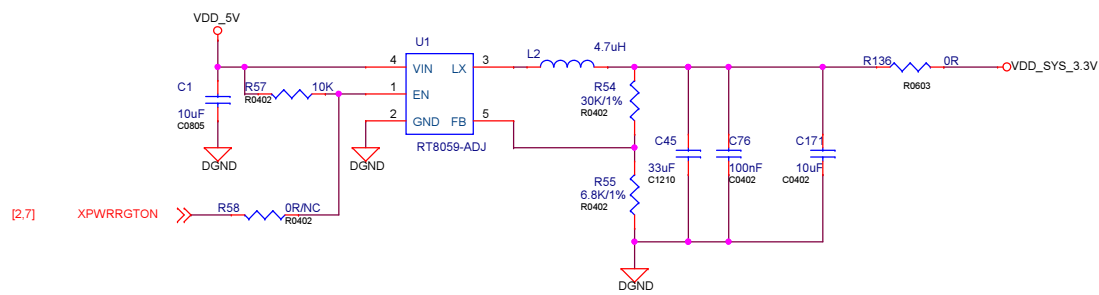 VDD_5V
U1
L2
4.7uH
4
VIN
LX
3
R136
0R
VDD_SYS_3.3V
R0603
C1
10uF
C0805
R57
10K
R0402
1
EN
R54
30K/1%
R0402
2
GND
FB
5
RT8059-ADJ
DGND
DGND
C45
33uF
C1210
C76
100nF
C0402
C171
10uF
C0402
R55
6.8K/1%
R0402
[2,7]
XPWRRGTON
R58
0R/NC
R0402
DGND